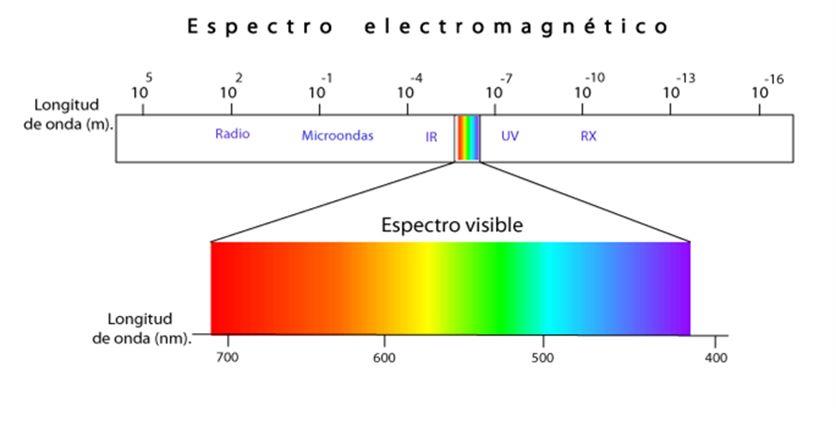 Espectro electromagnético
5 2 -1 -4 -7 -10 -13 -16
10 10 10 10 10 10 10 10
Longitud
de onda (m).
Radio Microondas IR UV RX
Espectro visible
Longitud
de onda (nm).
700 600 500 400